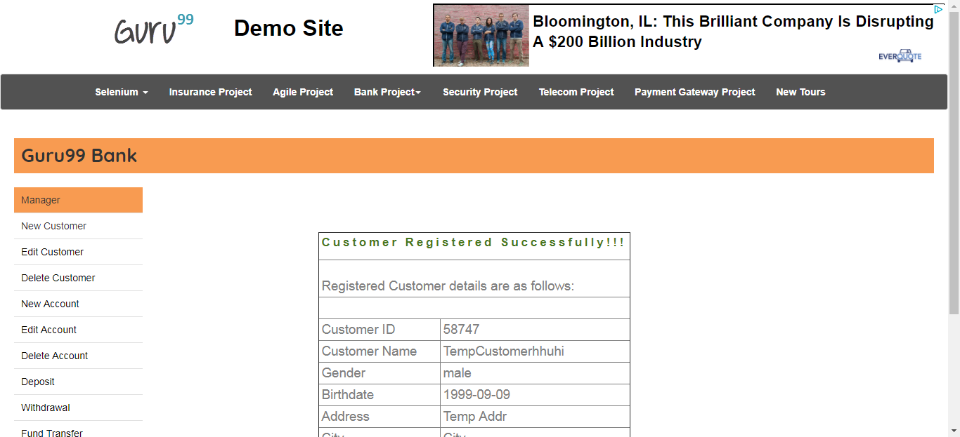 Guru99 Demo Site
Bloomington, IL: This Brilliant Company Is Disrupting
A $200 Billion Industry
EVERQUOTE
Selenium Insurance Project Agile Project Bank Project Security Project Telecom Project Payment Gateway Project New Tours
Guru99 Bank
Manager
New Customer
Edit Customer
Delete Customer
New Account
Edit Account
Delete Account
Deposit
Withdrawal
Fund Transfer
Customer Registered Successfully!!!
Registered Customer details are as follows:
Customer ID 58747
Customer Name TempCustomerhhuhi
Gender male
Birthdate 1999-09-09
Address Temp Addr
City City